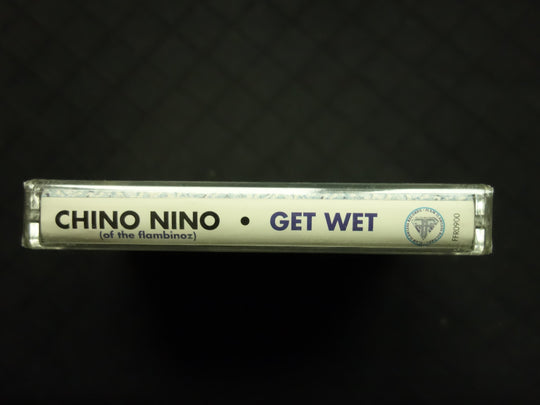 CHINO NINO • GET WET
(of the flambinoz)
FFR0900